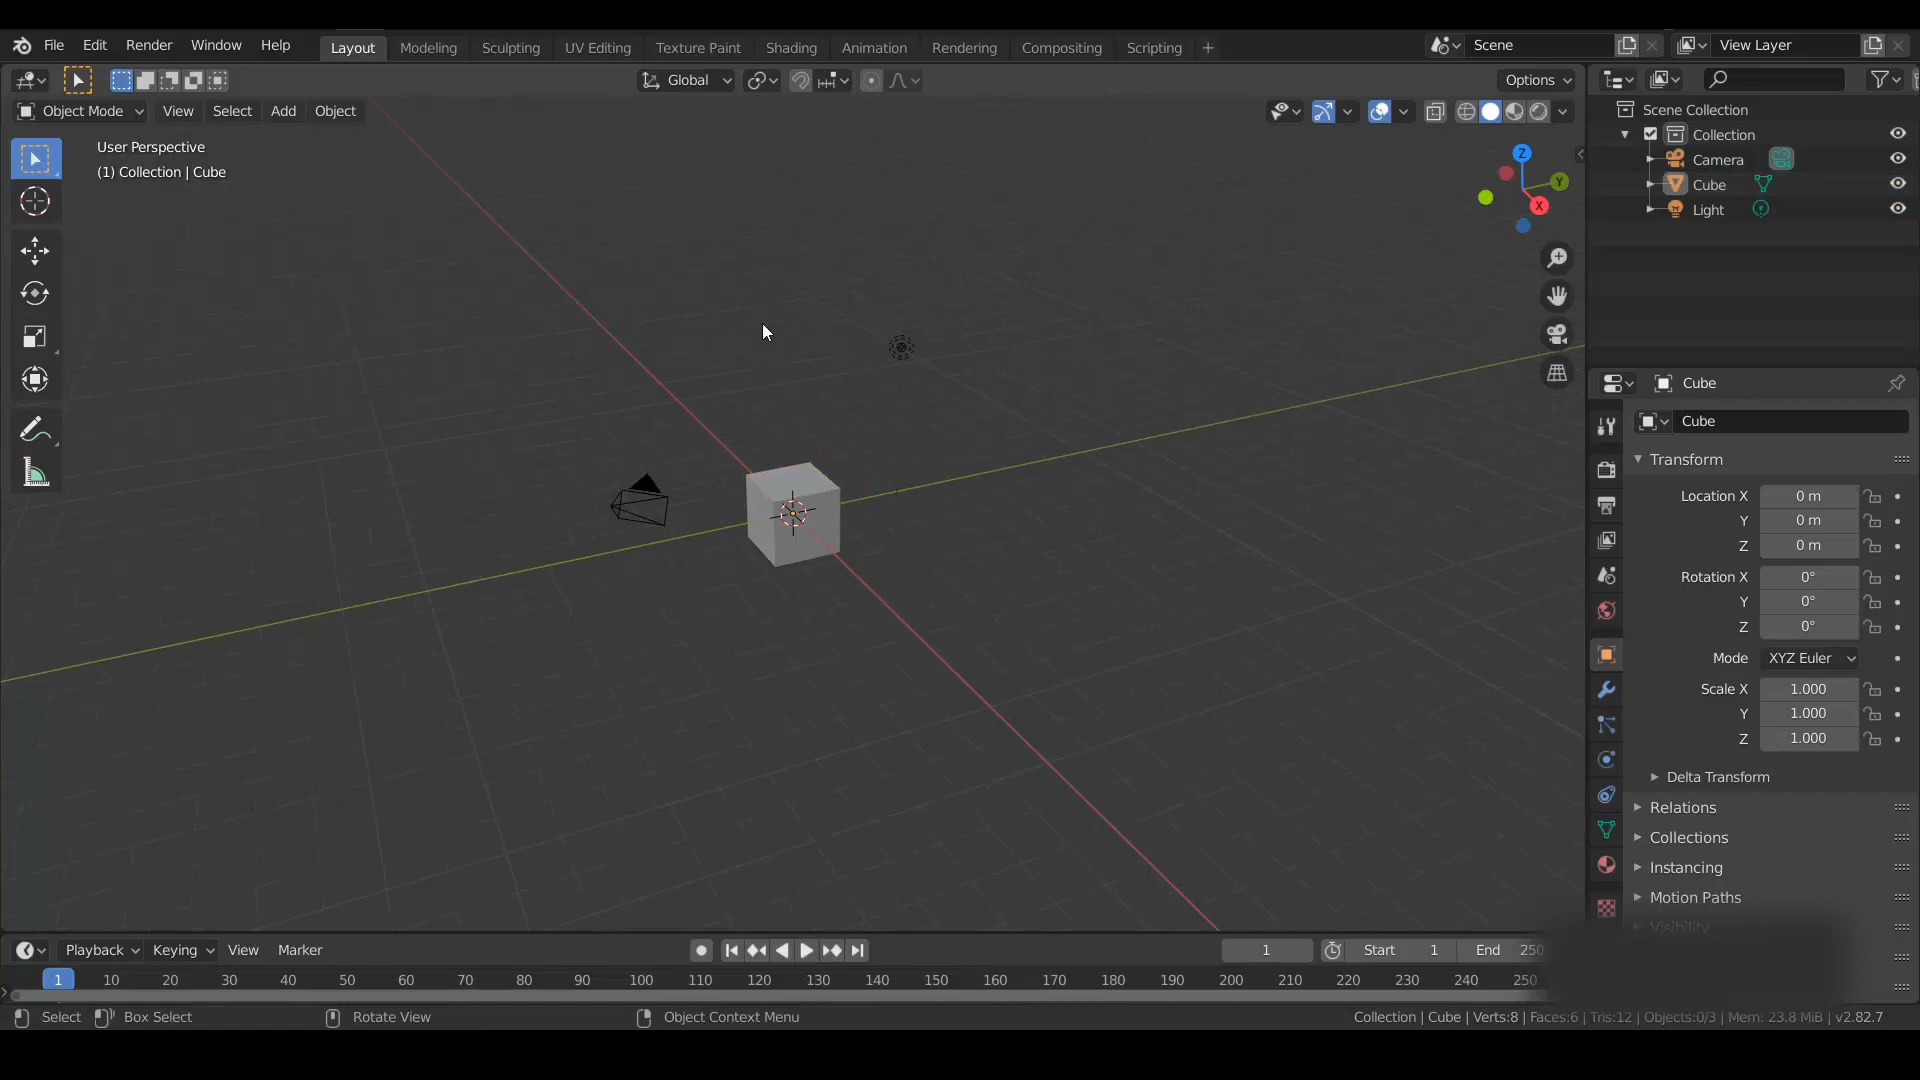 File Edit Render Window Help Layout Modeling Sculpting UV Editing Texture Paint Shading Animation Rendering Compositing Scripting + Scene View Layer
Global Options
Object Mode View Select Add Object
User Perspective
(1) Collection | Cube
Z
Y
X
Scene Collection
Collection
Camera
Cube
Light
Cube
Cube
Transform
Location X 0 m
Y 0 m
Z 0 m
Rotation X 0°
Y 0°
Z 0°
Mode XYZ Euler
Scale X 1.000
Y 1.000
Z 1.000
Delta Transform
Relations
Collections
Instancing
Motion Paths
Visibility
Playback Keying View Marker 1 Start 1 End 250
1 10 20 30 40 50 60 70 80 90 100 110 120 130 140 150 160 170 180 190 200 210 220 230 240 250
Select Box Select Rotate View Object Context Menu Collection | Cube | Verts:8 | Faces:6 | Tris:12 | Objects:0/3 | Mem: 23.8 MiB | v2.82.7